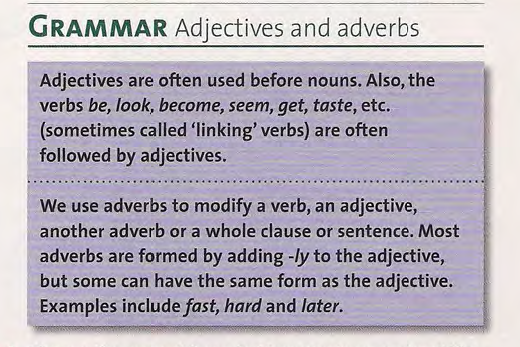 GRAMMAR Adjectives and adverbs
Adjectives are often used before nouns. Also, the
verbs be, look, become, seem, get, taste, etc.
(sometimes called ‘linking’ verbs) are often
followed by adjectives.
We use adverbs to modify a verb, an adjective,
another adverb or a whole clause or sentence. Most
adverbs are formed by adding -ly to the adjective,
but some can have the same form as the adjective.
Examples include fast, hard and later.